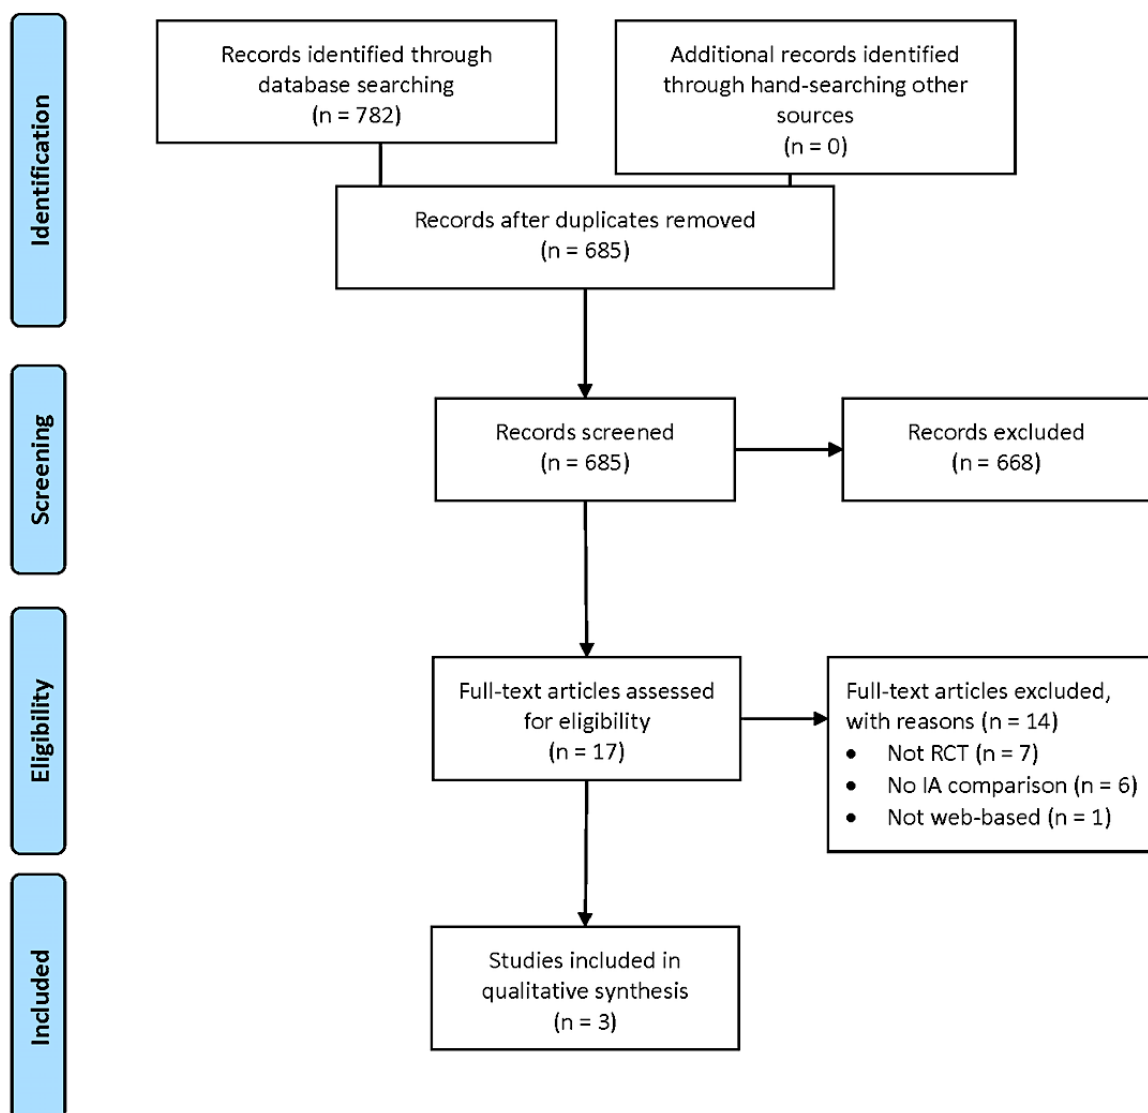 Identification
Records identified through
database searching
(n = 782)
Additional records identified
through hand-searching other
sources
(n = 0)
Records after duplicates removed
(n = 685)
Screening
Records screened
(n = 685)
Records excluded
(n = 668)
Eligibility
Full-text articles assessed
for eligibility
(n = 17)
Full-text articles excluded,
with reasons (n = 14)
• Not RCT (n = 7)
• No IA comparison (n = 6)
• Not web-based (n = 1)
Included
Studies included in
qualitative synthesis
(n = 3)